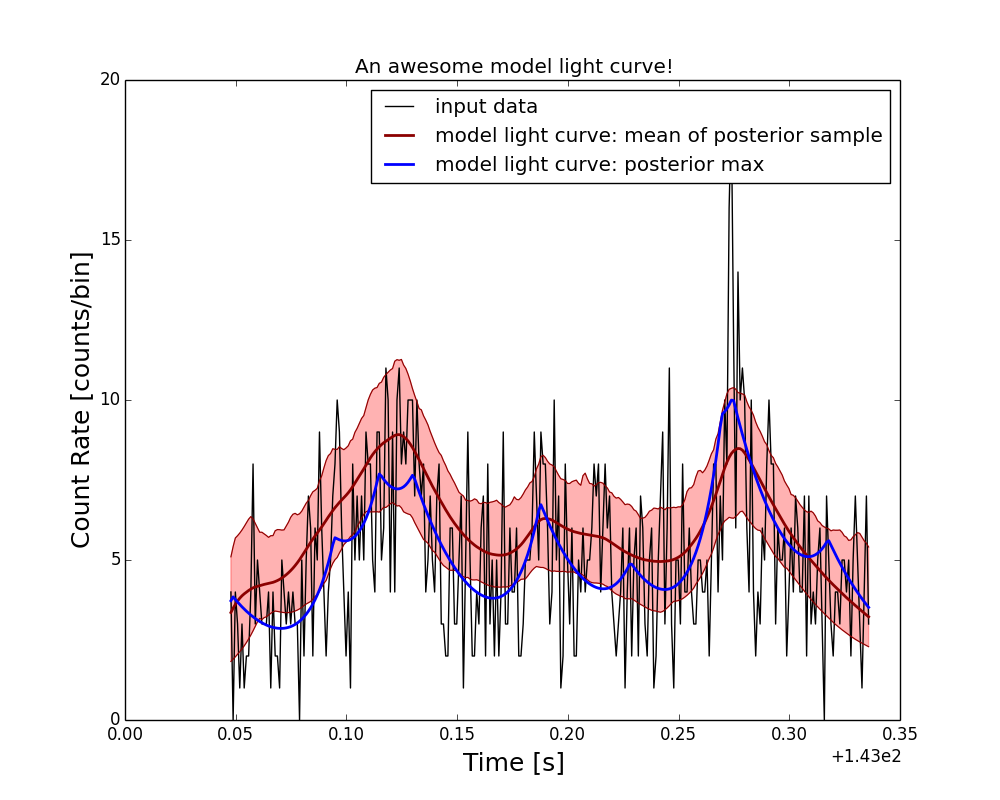 An awesome model light curve!
input data
model light curve: mean of posterior sample
model light curve: posterior max
Count Rate [counts/bin]
20
15
10
5
0
0.00 0.05 0.10 0.15 0.20 0.25 0.30 0.35
+1.43e2
Time [s]